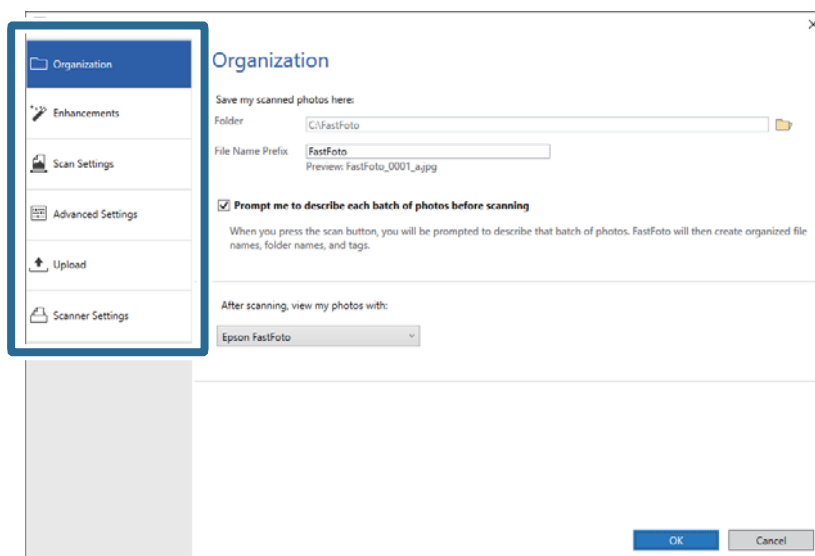 Organization
Enhancements
Scan Settings
Advanced Settings
Upload
Scanner Settings
Organization
Save my scanned photos here:
Folder
C:\FastFoto
File Name Prefix
FastFoto
Preview: FastFoto_0001_a.jpg
Prompt me to describe each batch of photos before scanning
When you press the scan button, you will be prompted to describe that batch of photos. FastFoto will then create organized file
names, folder names, and tags.
After scanning, view my photos with:
Epson FastFoto
OK
Cancel